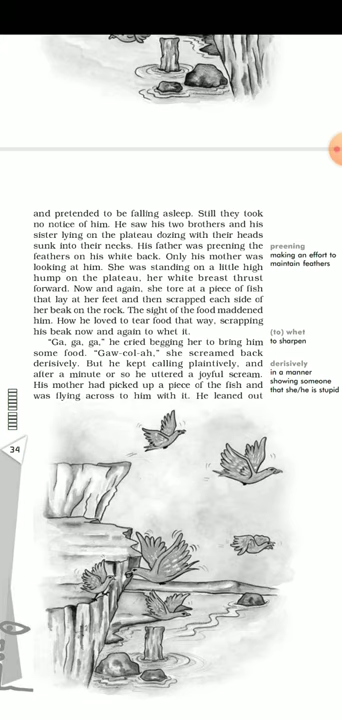 and pretended to be falling asleep. Still they took
no notice of him. He saw his two brothers and his
sister lying on the plateau dozing with their heads
sunk into their necks. His father was preening the
feathers on his white back. Only his mother was
looking at him. She was standing on a little high
hump on the plateau, her white breast thrust
forward. Now and again, she tore at a piece of fish
that lay at her feet and then scrapped each side of
her beak on the rock. The sight of the food maddened
him. How he loved to tear food that way, scrapping
his beak now and again to whet it.
"Ga, ga, ga," he cried begging her to bring him
some food. "Gaw-col-ah," she screamed back
derisively. But he kept calling plaintively, and
after a minute or so he uttered a joyful scream.
His mother had picked up a piece of the fish and
was flying across to him with it. He leaned out
preening
making an effort to
maintain feathers
(to) whet
to sharpen
derisively
in a manner
showing someone
that she/he is stupid
34